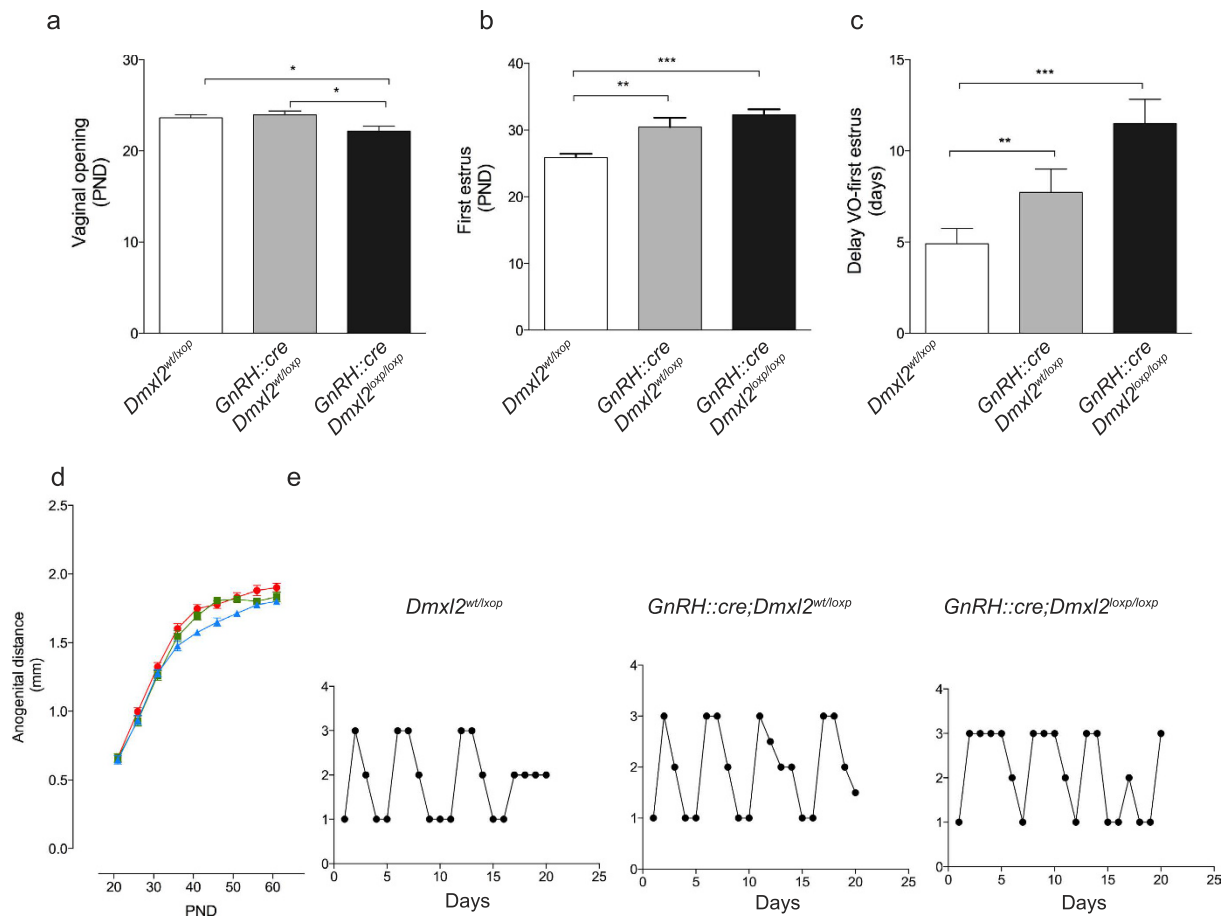 a
b
c
Vaginal opening
(PND)
30
20
10
0
*
*
Dmxl2wt/lxop
GnRH::cre
Dmxl2wt/loxp
GnRH::cre
Dmxl2loxp/loxp
First estrus
(PND)
40
30
20
10
0
***
**
Dmxl2wt/lxop
GnRH::cre
Dmxl2wt/loxp
GnRH::cre
Dmxl2loxp/loxp
Delay VO-first estrus
(days)
15
10
5
0
***
**
Dmxl2wt/lxop
GnRH::cre
Dmxl2wt/loxp
GnRH::cre
Dmxl2loxp/loxp
d
Anogenital distance
(mm)
2.5
2.0
1.5
1.0
0.5
0.0
20 30 40 50 60
PND
e
Dmxl2wt/lxop
4
3
2
1
0
0 5 10 15 20 25
Days
GnRH::cre;Dmxl2wt/loxp
4
3
2
1
0
0 5 10 15 20 25
Days
GnRH::cre;Dmxl2loxp/loxp
4
3
2
1
0
0 5 10 15 20 25
Days